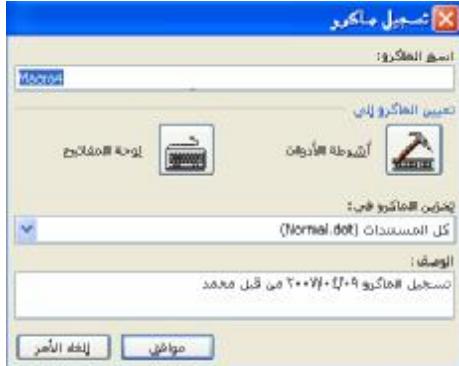 تسجيل ماكرو
اسم الماكرو:
Macro4
تعيين الماكرو إلى
أشرطة الأدوات
لوحة المفاتيح
تخزين الماكرو في:
كل المستندات (Normal.dot)
الوصف:
تسجيل الماكرو ٢٠٠٧/٠٤/٠٩ من قبل محمد
موافق
إلغاء الأمر